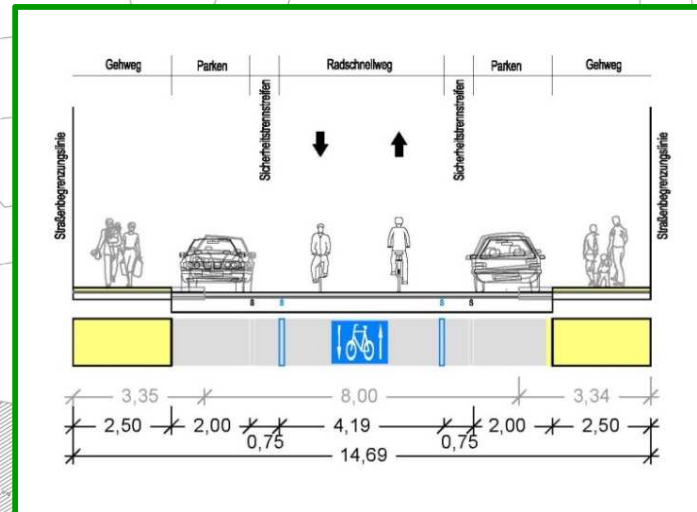 Gehweg Parken Radschnellweg Parken Gehweg
Straßenbegrenzungslinie
Sicherheitstrennstreifen
Sicherheitstrennstreifen
Straßenbegrenzungslinie
S S S S
3,35 8,00 3,34
2,50 2,00 0,75 4,19 0,75 2,00 2,50
14,69